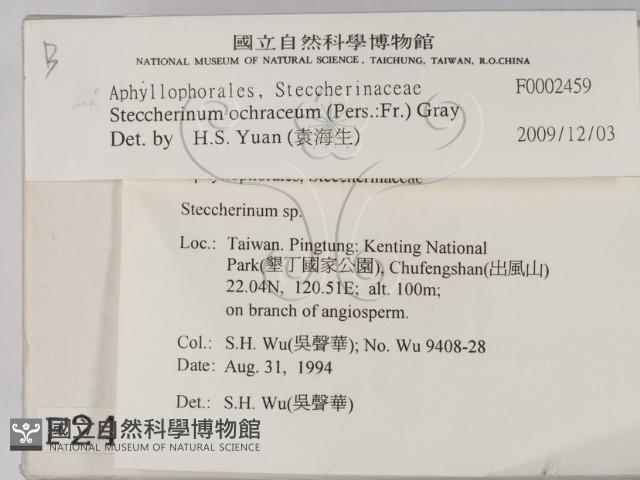 B
國立自然科學博物館
NATIONAL MUSEUM OF NATURAL SCIENCE, TAICHUNG, TAIWAN, R.O.CHINA
Aphyllophorales, Steccherinaceae F0002459
Steccherinum ochraceum (Pers.:Fr.) Gray
Det. by H.S. Yuan (袁海生) 2009/12/03
Steccherinaceae
Steccherinum sp.
Loc.: Taiwan. Pingtung: Kenting National
Park(墾丁國家公園), Chufengshan(出風山)
22.04N, 120.51E; alt. 100m;
on branch of angiosperm.
Col.: S.H. Wu(吳聲華); No. Wu 9408-28
Date: Aug. 31, 1994
Det.: S.H. Wu(吳聲華)
國立自然科學博物館
NATIONAL MUSEUM OF NATURAL SCIENCE